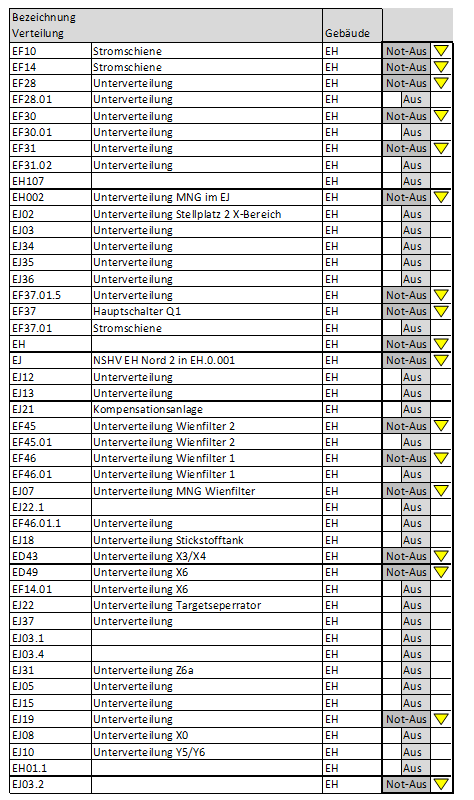 Bezeichnung
Verteilung Gebäude
EF10 Stromschiene EH Not-Aus
EF14 Stromschiene EH Not-Aus
EF28 Unterverteilung EH Not-Aus
EF28.01 Unterverteilung EH Aus
EF30 Unterverteilung EH Not-Aus
EF30.01 Unterverteilung EH Aus
EF31 Unterverteilung EH Not-Aus
EF31.02 Unterverteilung EH Aus
EH107 EH Aus
EH002 Unterverteilung MNG im EJ EH Not-Aus
EJ02 Unterverteilung Stellplatz 2 X-Bereich EH Aus
EJ03 Unterverteilung EH Aus
EJ34 Unterverteilung EH Aus
EJ35 Unterverteilung EH Aus
EJ36 Unterverteilung EH Aus
EF37.01.5 Unterverteilung EH Not-Aus
EF37 Hauptschalter Q1 EH Not-Aus
EF37.01 Stromschiene EH Aus
EH EH Not-Aus
EJ NSHV EH Nord 2 in EH.0.001 EH Not-Aus
EJ12 Unterverteilung EH Aus
EJ13 Unterverteilung EH Aus
EJ21 Kompensationsanlage EH Aus
EF45 Unterverteilung Wienfilter 2 EH Not-Aus
EF45.01 Unterverteilung Wienfilter 2 EH Aus
EF46 Unterverteilung Wienfilter 1 EH Not-Aus
EF46.01 Unterverteilung Wienfilter 1 EH Aus
EJ07 Unterverteilung MNG Wienfilter EH Not-Aus
EJ22.1 EH Aus
EF46.01.1 Unterverteilung EH Aus
EJ18 Unterverteilung Stickstofftank EH Aus
ED43 Unterverteilung X3/X4 EH Not-Aus
ED49 Unterverteilung X6 EH Not-Aus
EF14.01 Unterverteilung X6 EH Aus
EJ22 Unterverteilung Targetseperrator EH Aus
EJ37 Unterverteilung EH Aus
EJ03.1 EH Aus
EJ03.4 EH Aus
EJ31 Unterverteilung Z6a EH Aus
EJ05 Unterverteilung EH Aus
EJ15 Unterverteilung EH Aus
EJ19 Unterverteilung EH Not-Aus
EJ08 Unterverteilung X0 EH Aus
EJ10 Unterverteilung Y5/Y6 EH Aus
EH01.1 EH Aus
EJ03.2 EH Not-Aus